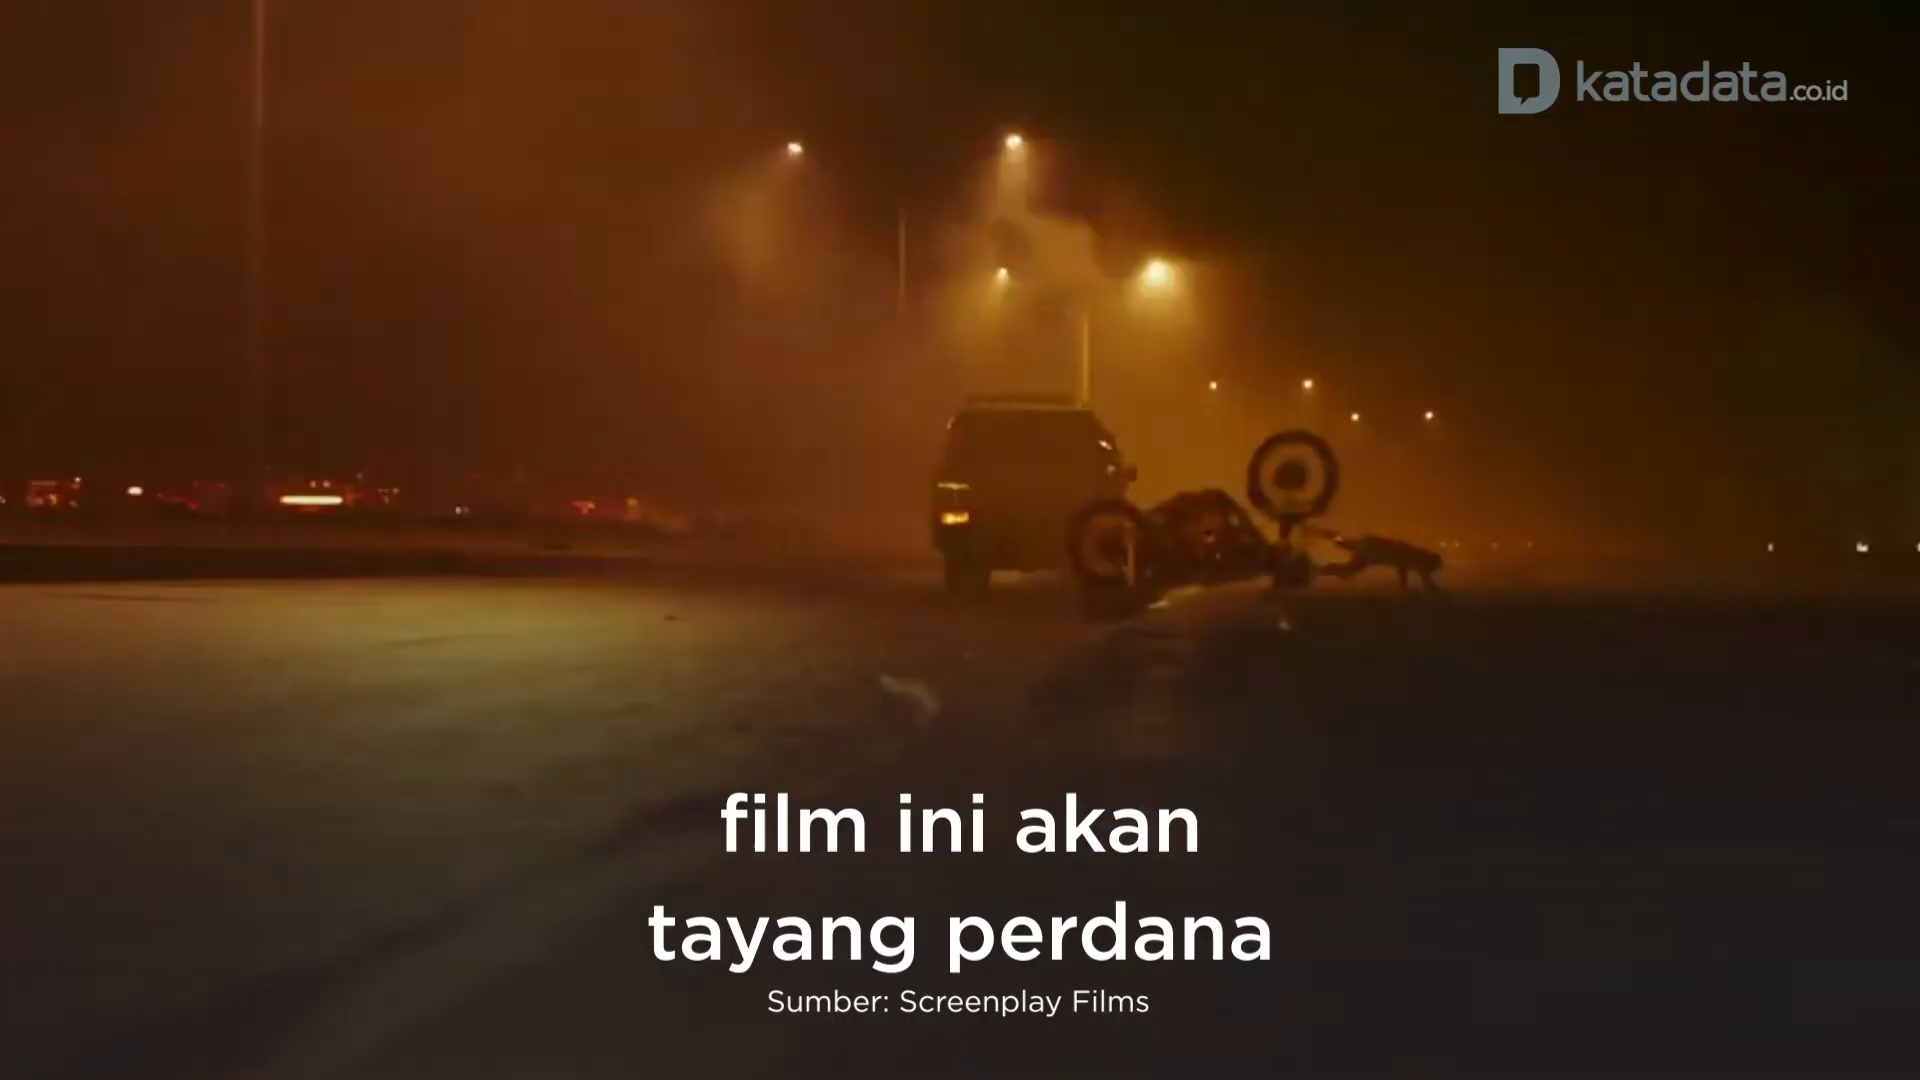 katadata.co.id
film ini akan
tayang perdana
Sumber: Screenplay Films